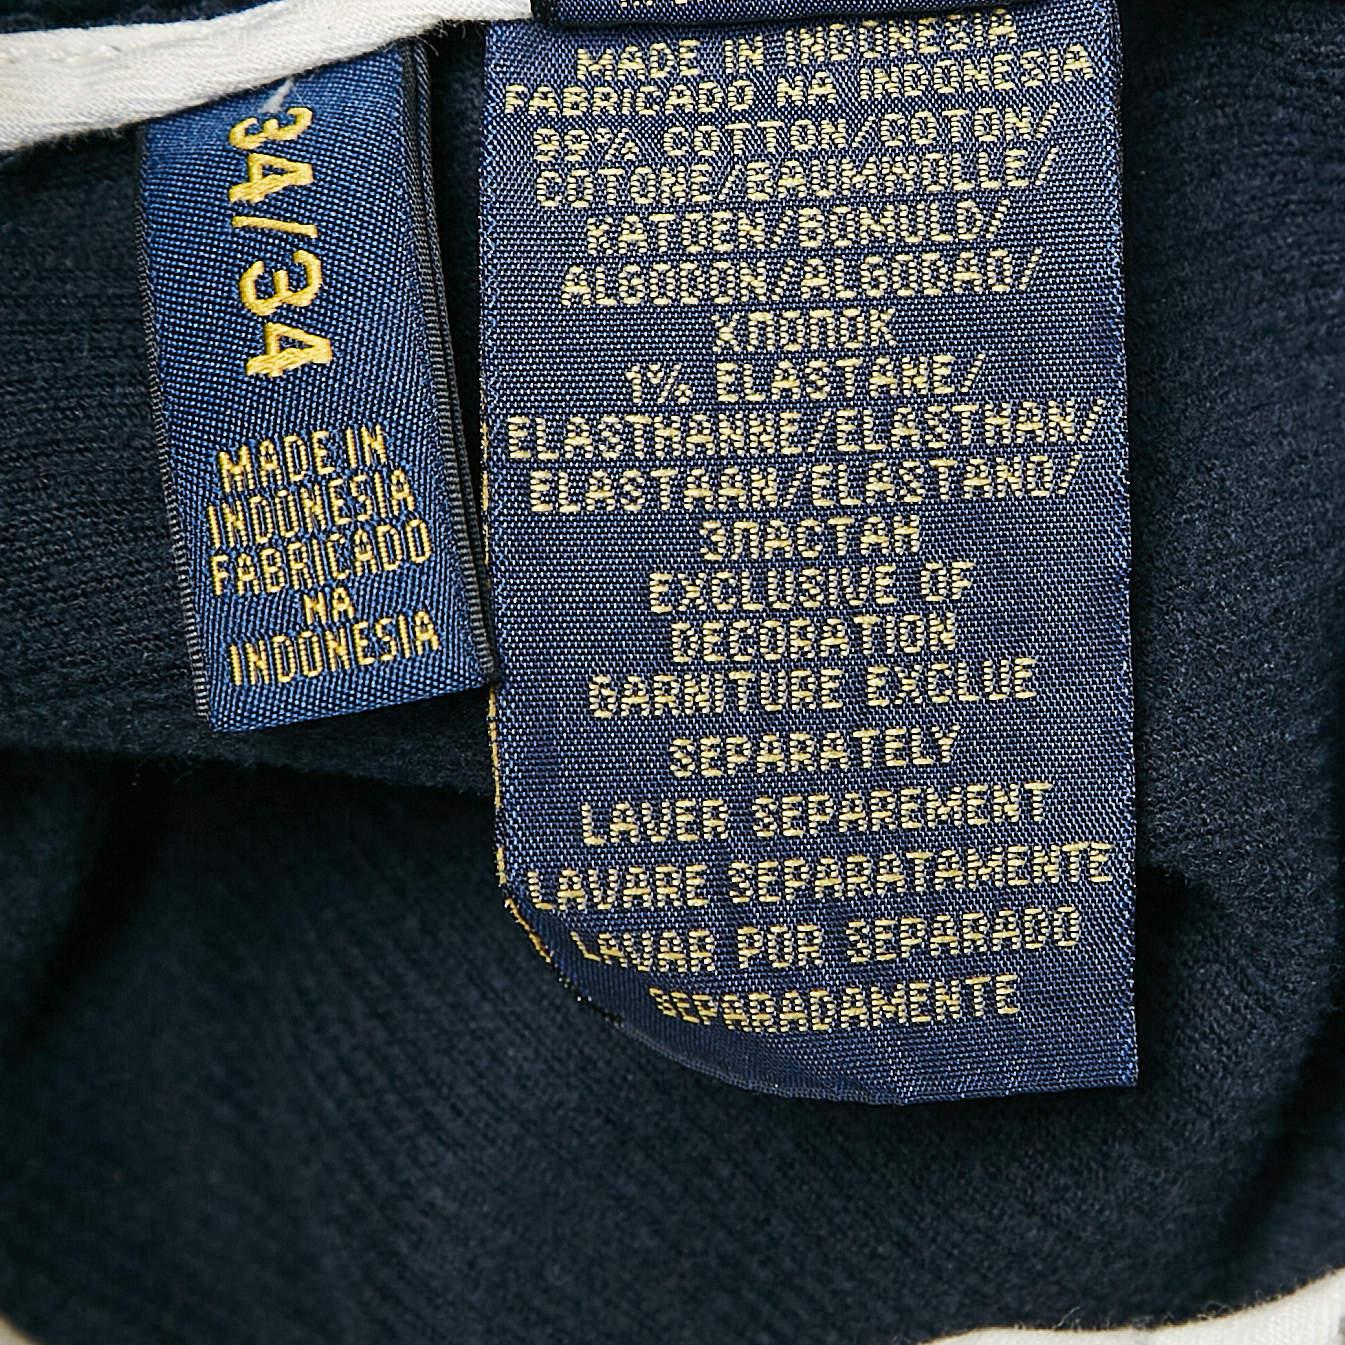 34/34
MADE IN
INDONESIA
FABRICADO
NA
INDONESIA
MADE IN INDONESIA
FABRICADO NA INDONESIA
99% COTTON/COTON/
COTONE/BAUMWOLLE/
KATOEN/BOMULD/
ALGODON/ALGODAO/
ХЛОПОК
1% ELASTANE/
ELASTHANNE/ELASTHAN/
ELASTAAN/ELASTANO/
ЭЛАСТАН
EXCLUSIVE OF
DECORATION
GARNITURE EXCLUE
SEPARATELY
LAVER SEPAREMENT
LAVARE SEPARATAMENTE
LAVAR POR SEPARADO
SEPARADAMENTE